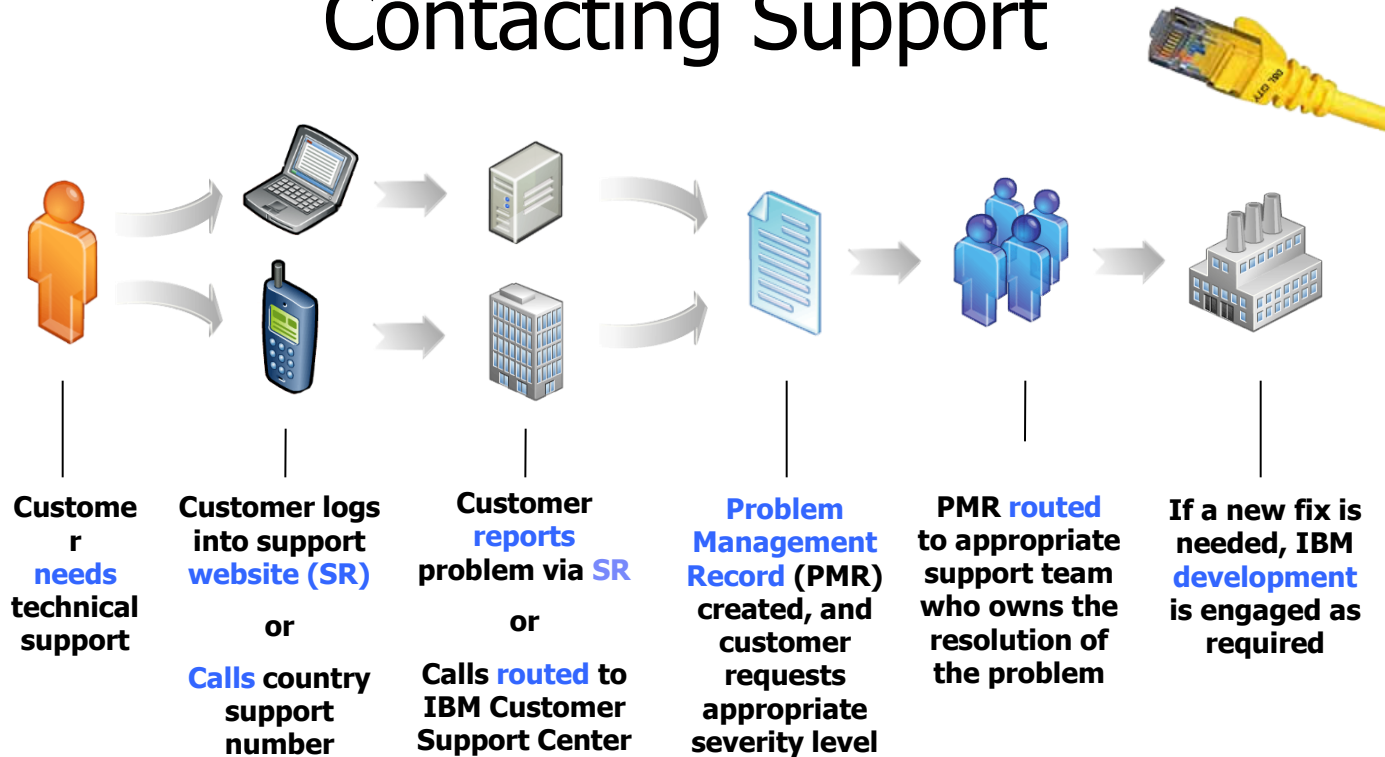 Contacting Support
DSL CITY
Custome
r
needs
technical
support
Customer logs
into support
website (SR)
or
Calls country
support
number
Customer
reports
problem via SR
or
Calls routed to
IBM Customer
Support Center
Problem
Management
Record (PMR)
created, and
customer
requests
appropriate
severity level
PMR routed
to appropriate
support team
who owns the
resolution of
the problem
If a new fix is
needed, IBM
development
is engaged as
required